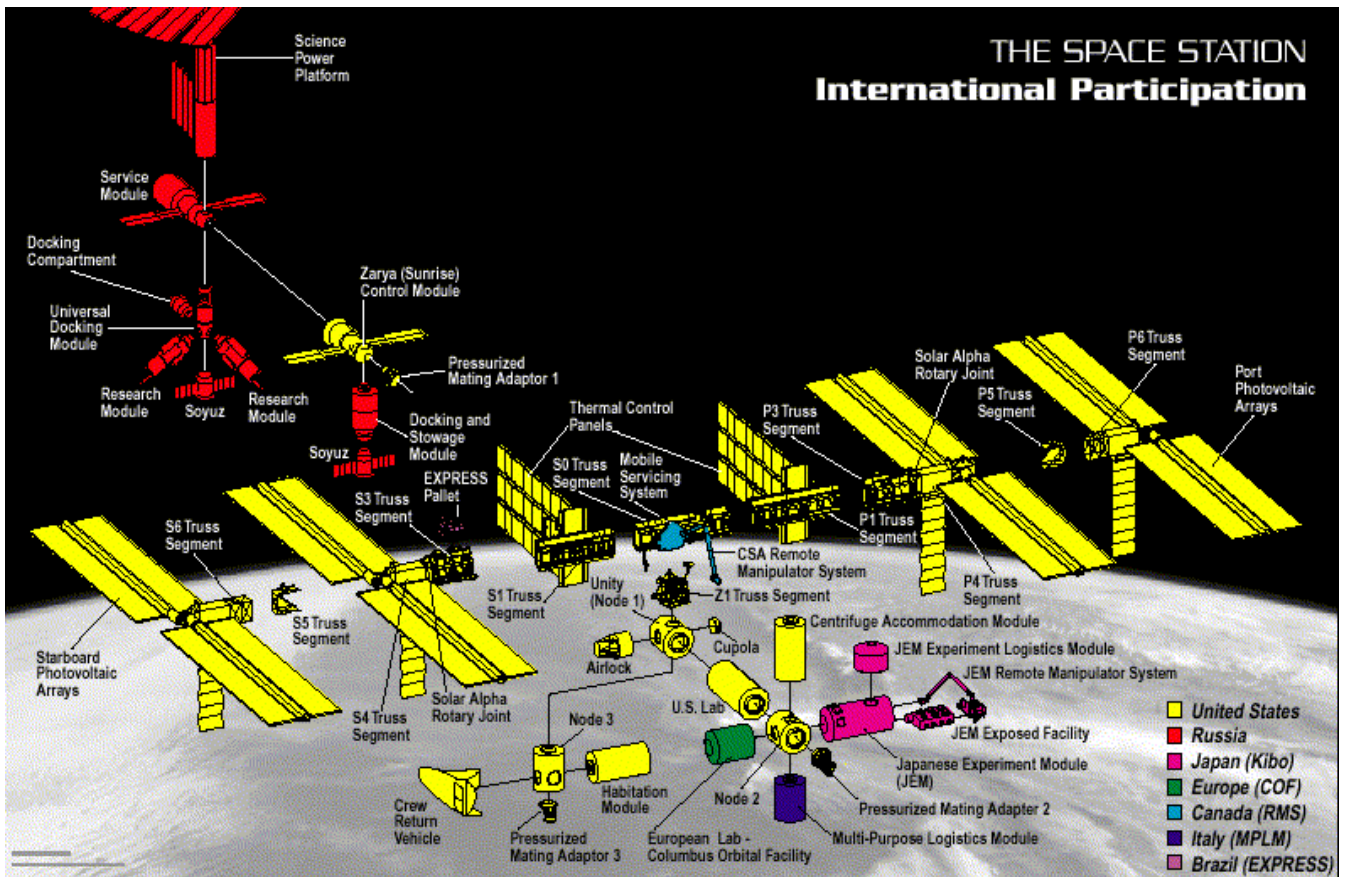 THE SPACE STATION
International Participation
Science
Power
Platform
Service
Module
Docking
Compartment
Universal
Docking
Module
Research
Module
Soyuz
Research
Module
Zarya (Sunrise)
Control Module
Pressurized
Mating Adaptor 1
Docking and
Stowage
Module
Soyuz
EXPRESS
Pallet
Thermal Control
Panels
S0 Truss
Segment
Mobile
Servicing
System
P3 Truss
Segment
Solar Alpha
Rotary Joint
P5 Truss
Segment
P6 Truss
Segment
Port
Photovoltaic
Arrays
S3 Truss
Segment
S6 Truss
Segment
S5 Truss
Segment
Starboard
Photovoltaic
Arrays
S4 Truss
Segment
Solar Alpha
Rotary Joint
S1 Truss
Segment
Unity
(Node 1)
CSA Remote
Manipulator System
Z1 Truss Segment
P1 Truss
Segment
P4 Truss
Segment
Airlock
Cupola
Centrifuge Accommodation Module
JEM Experiment Logistics Module
JEM Remote Manipulator System
U.S. Lab
JEM Exposed Facility
Japanese Experiment Module
(JEM)
Node 3
Crew
Return
Vehicle
Habitation
Module
Pressurized
Mating Adaptor 3
Node 2
European Lab -
Columbus Orbital Facility
Pressurized Mating Adapter 2
Multi-Purpose Logistics Module
United States
Russia
Japan (Kibo)
Europe (COF)
Canada (RMS)
Italy (MPLM)
Brazil (EXPRESS)